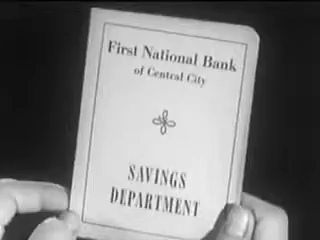 First National Bank
of Central City
SAVINGS
DEPARTMENT